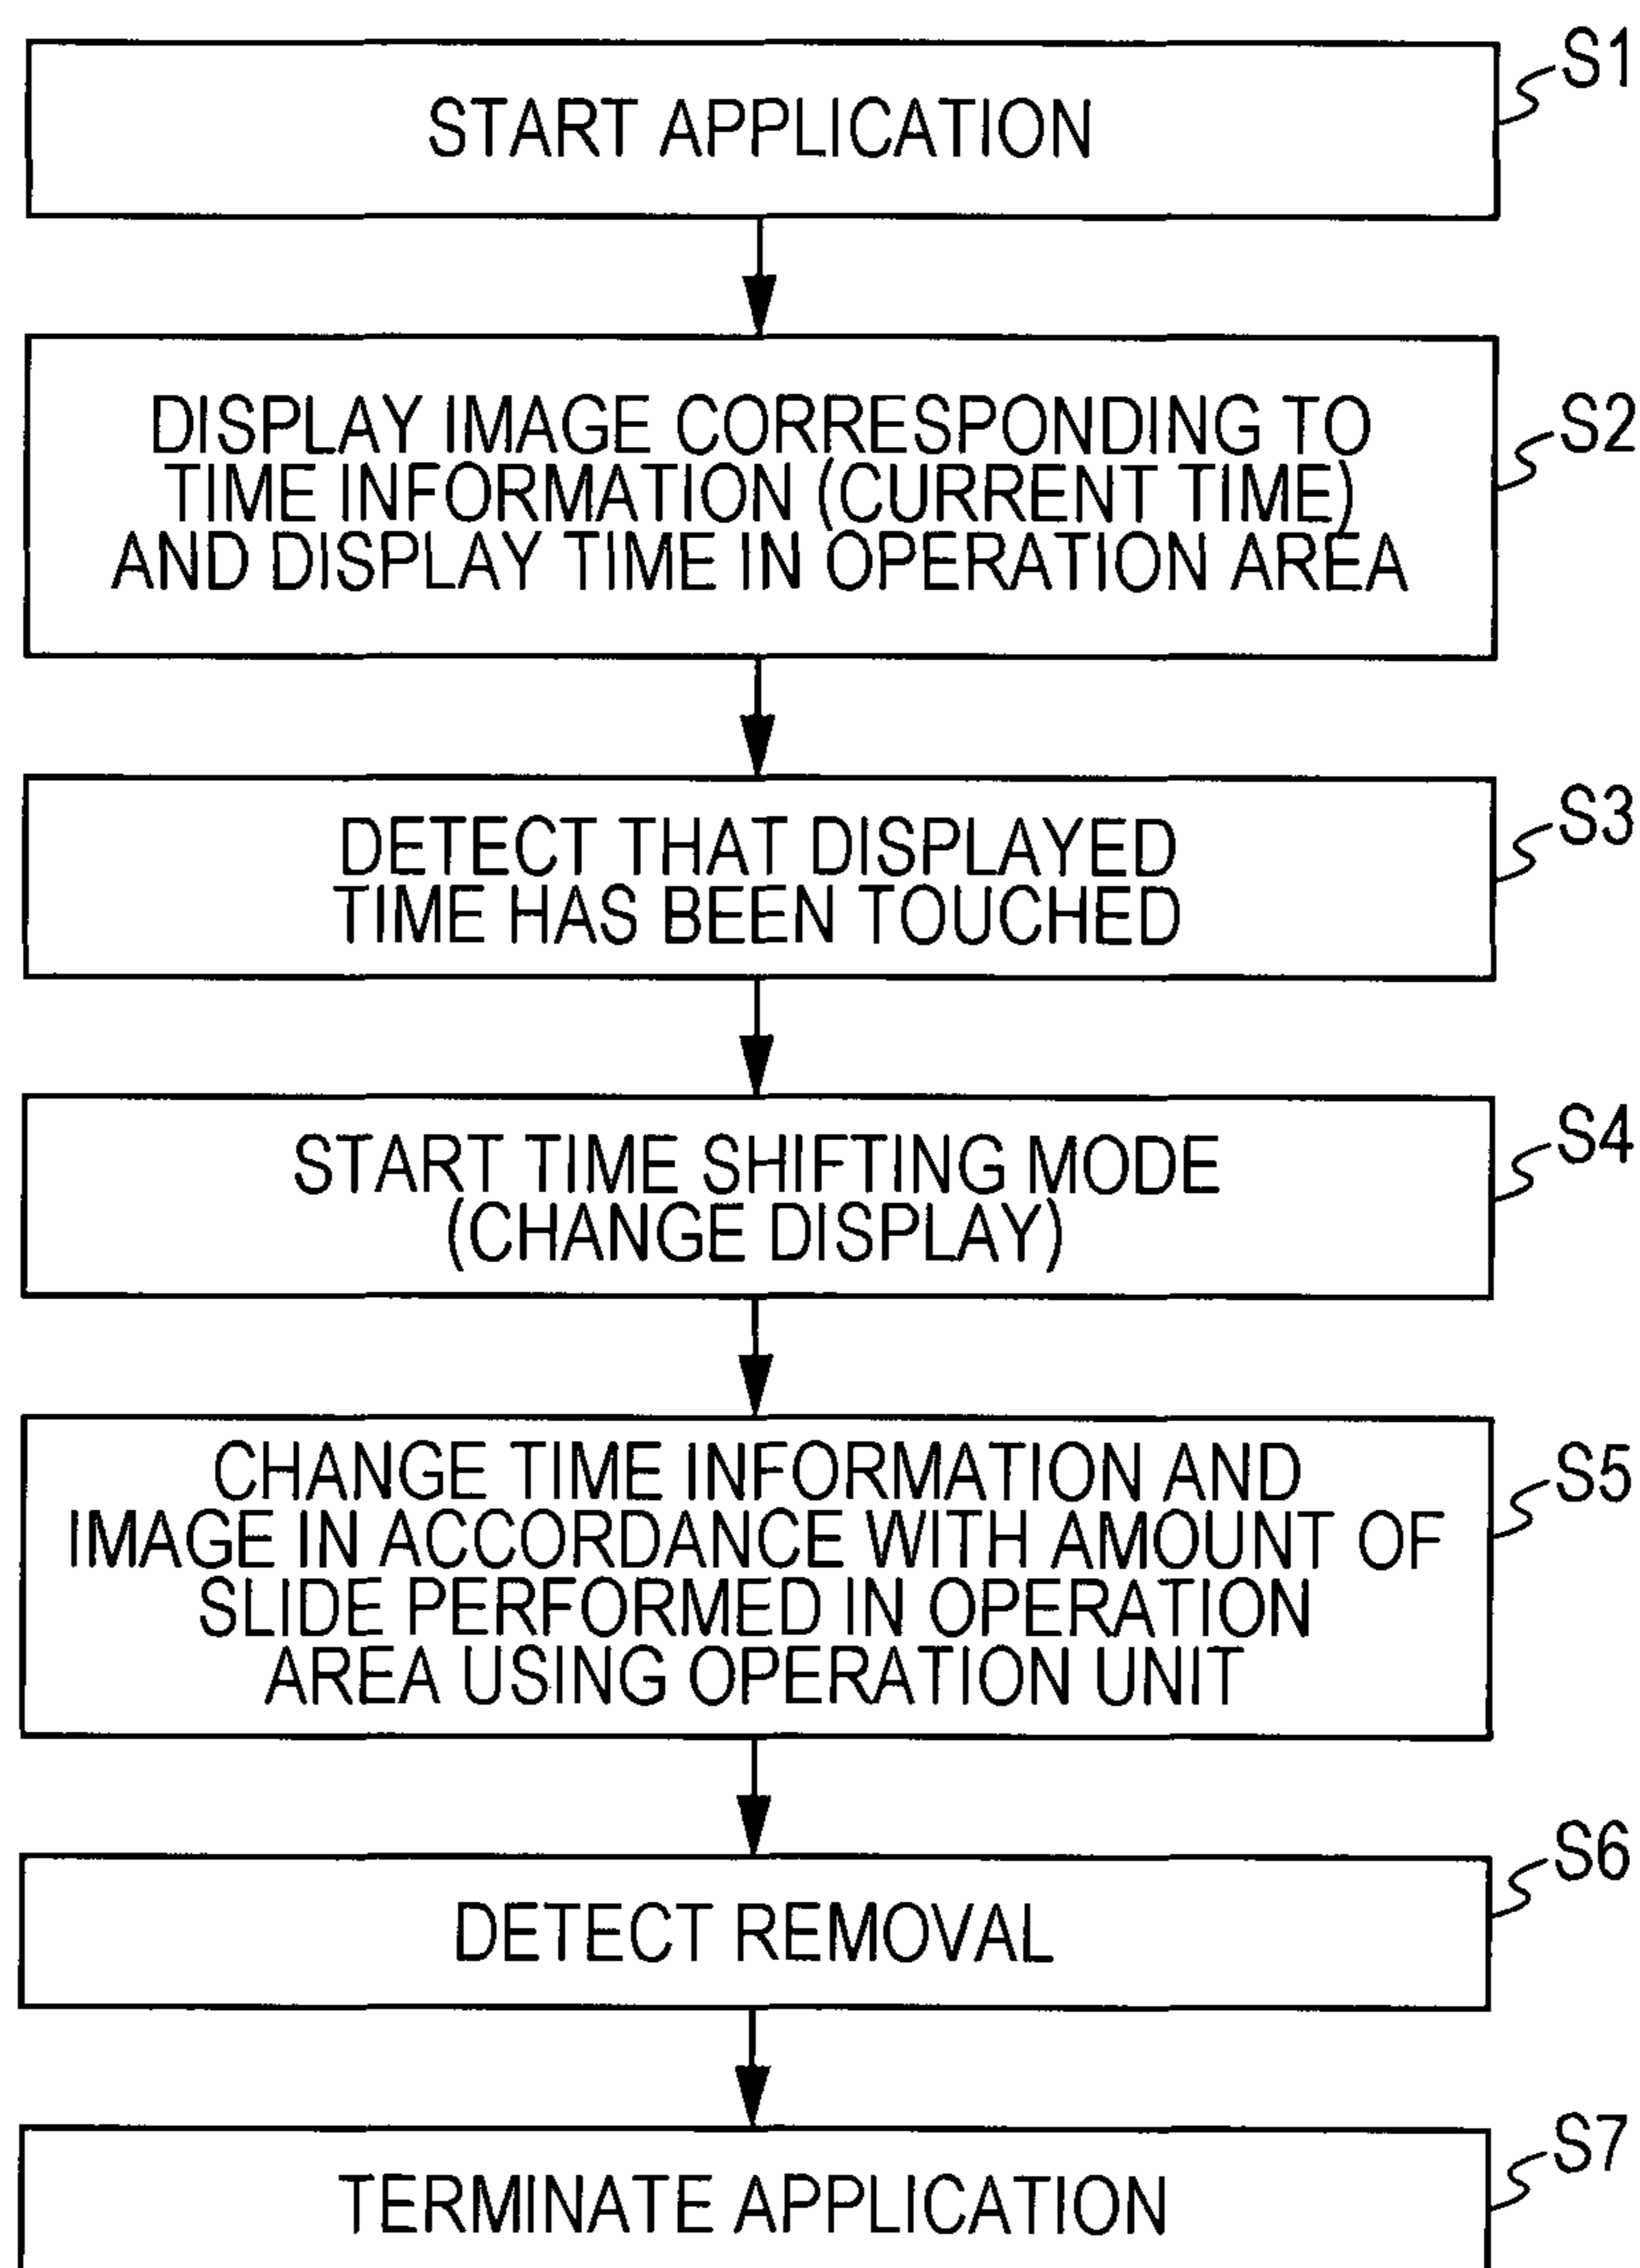 S1
START APPLICATION
S2
DISPLAY IMAGE CORRESPONDING TO
TIME INFORMATION (CURRENT TIME)
AND DISPLAY TIME IN OPERATION AREA
S3
DETECT THAT DISPLAYED
TIME HAS BEEN TOUCHED
S4
START TIME SHIFTING MODE
(CHANGE DISPLAY)
S5
CHANGE TIME INFORMATION AND
IMAGE IN ACCORDANCE WITH AMOUNT OF
SLIDE PERFORMED IN OPERATION
AREA USING OPERATION UNIT
S6
DETECT REMOVAL
S7
TERMINATE APPLICATION